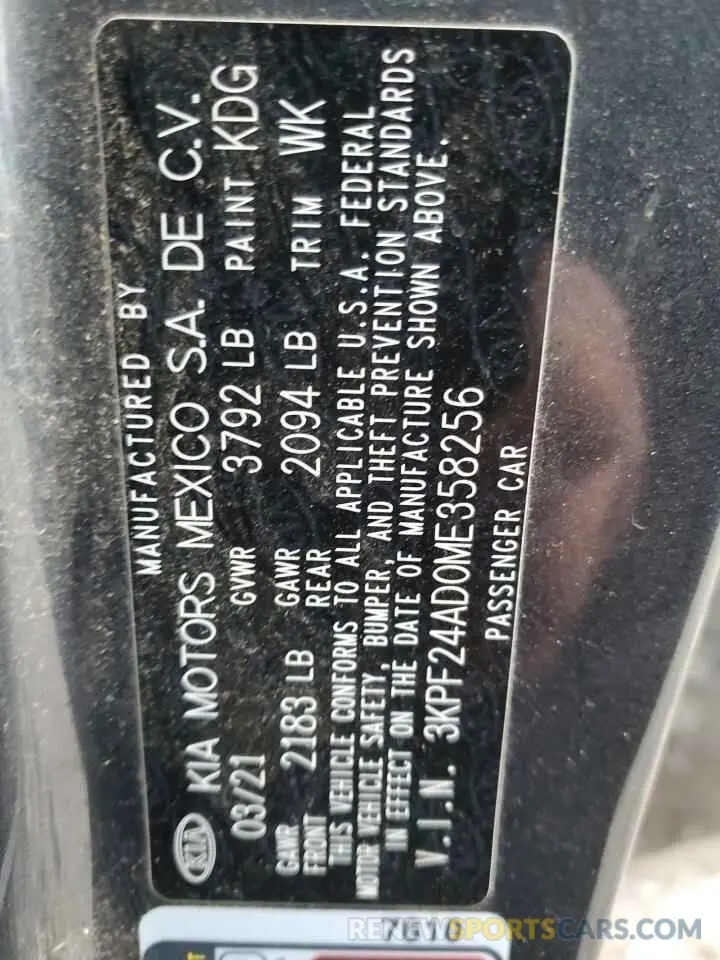 MANUFACTURED BY
KIA KIA MOTORS MEXICO S.A. DE C.V.
03/21 GVWR 3792 LB PAINT KDG
GAWR FRONT 2183 LB GAWR REAR 2094 LB TRIM WK
THIS VEHICLE CONFORMS TO ALL APPLICABLE U.S.A. FEDERAL
MOTOR VEHICLE SAFETY, BUMPER, AND THEFT PREVENTION STANDARDS
IN EFFECT ON THE DATE OF MANUFACTURE SHOWN ABOVE.
V.I.N. 3KPF24AD0ME358256
PASSENGER CAR
RENEWSPORTSCARS.COM